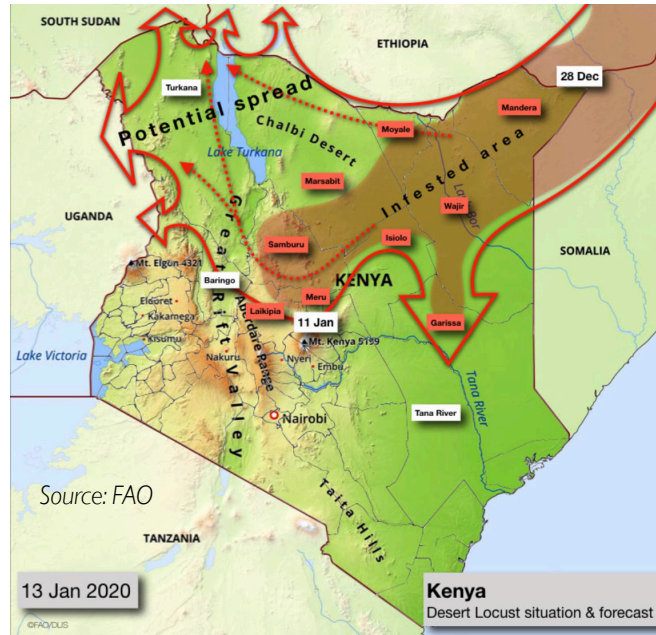 SOUTH SUDAN
ETHIOPIA
28 Dec
Turkana
Mandera
Potential spread
Moyale
Chalbi Desert
Lake Turkana
Infested area
Marsabit
Wajir
UGANDA
Great Rift Valley
Isiolo
Samburu
SOMALIA
Mt. Elgon 4321
Baringo
KENYA
Meru
Eldoret
Laikipia
11 Jan
Garissa
Kakamega
Aberdare Range
Mt. Kenya 5199
Lake Victoria
Kisumu
Nakuru
Nyeri
Embu
Tana River
Tana River
Nairobi
Source: FAO
Taita Hills
TANZANIA
13 Jan 2020
Kenya
Desert Locust situation & forecast
©FAO/DLIS